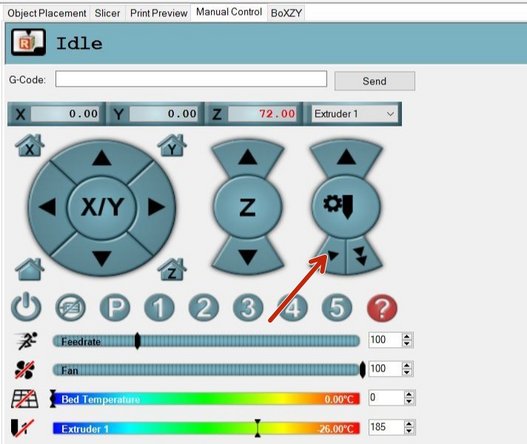 Object Placement Slicer Print Preview Manual Control BoXZY
R
Idle
G-Code: Send
X 0.00 Y 0.00 Z 72.00 Extruder 1
X Y
X/Y Z
Z
P 1 2 3 4 5 ?
Feedrate 100
Fan 100
Bed Temperature 0.00°C 0
Extruder 1 -26.00°C 185